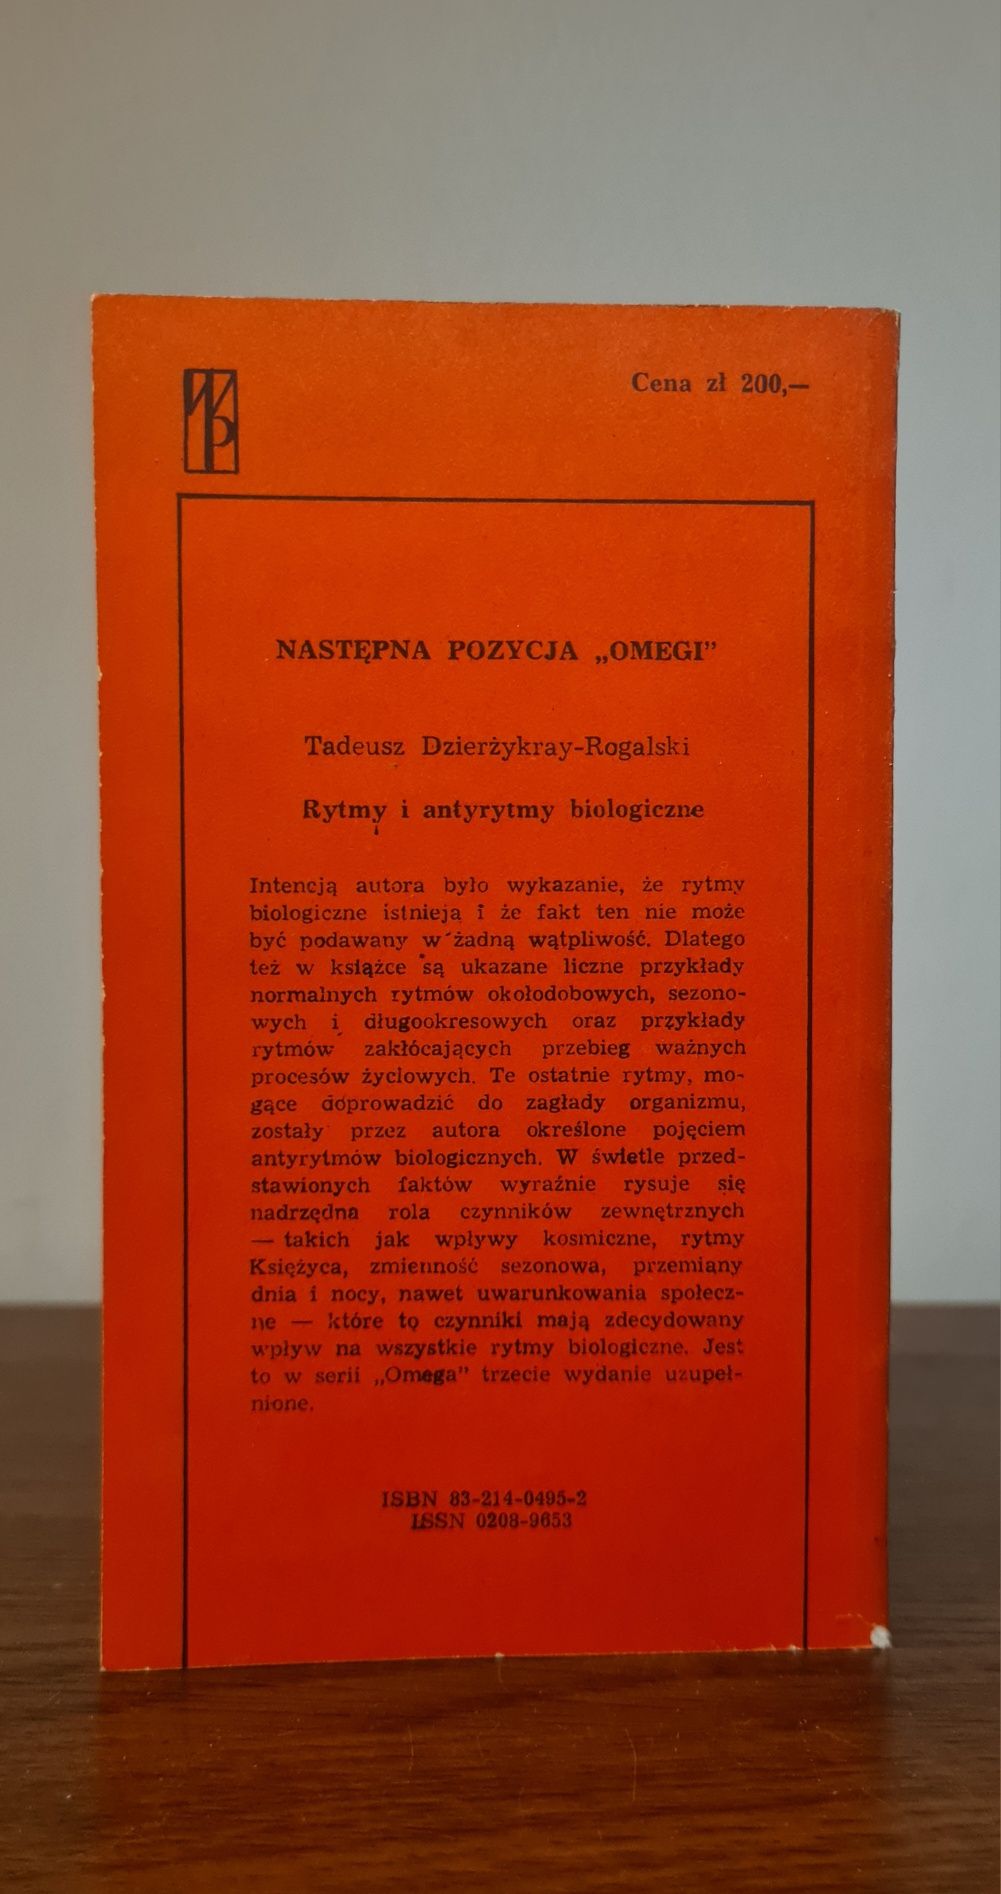 WP
Cena zł 200,—
NASTĘPNA POZYCJA „OMEGI”
Tadeusz Dzierżykray-Rogalski
Rytmy i antyrytmy biologiczne
Intencją autora było wykazanie, że rytmy
biologiczne istnieją i że fakt ten nie może
być podawany w żadną wątpliwość. Dlatego
też w książce są ukazane liczne przykłady
normalnych rytmów okołodobowych, sezono-
wych i długookresowych oraz przykłady
rytmów zakłócających przebieg ważnych
procesów życiowych. Te ostatnie rytmy, mo-
gące doprowadzić do zagłady organizmu,
zostały przez autora określone pojęciem
antyrytmów biologicznych. W świetle przed-
stawionych faktów wyraźnie rysuje się
nadrzędna rola czynników zewnętrznych
— takich jak wpływy kosmiczne, rytmy
Księżyca, zmienność sezonowa, przemiany
dnia i nocy, nawet uwarunkowania społecz-
ne — które to czynniki mają zdecydowany
wpływ na wszystkie rytmy biologiczne. Jest
to w serii „Omega” trzecie wydanie uzupeł-
nione.
ISBN 83-214-0495-2
ISSN 0208-9653